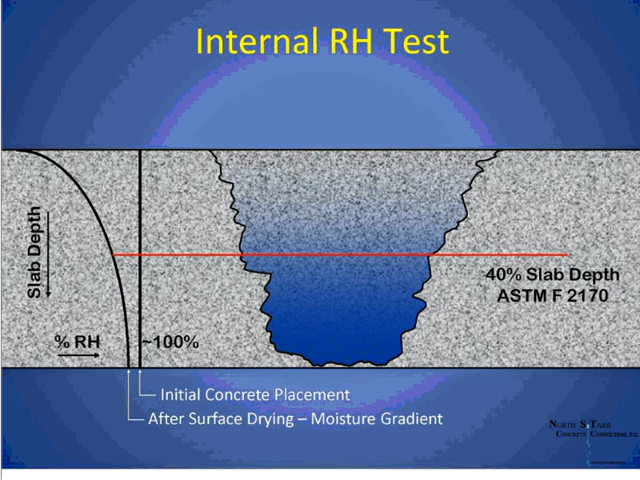 Internal RH Test
Slab Depth
40% Slab Depth
ASTM F 2170
% RH
~100%
Initial Concrete Placement
After Surface Drying – Moisture Gradient
North S. Tarr
Concrete Consulting, P.C.